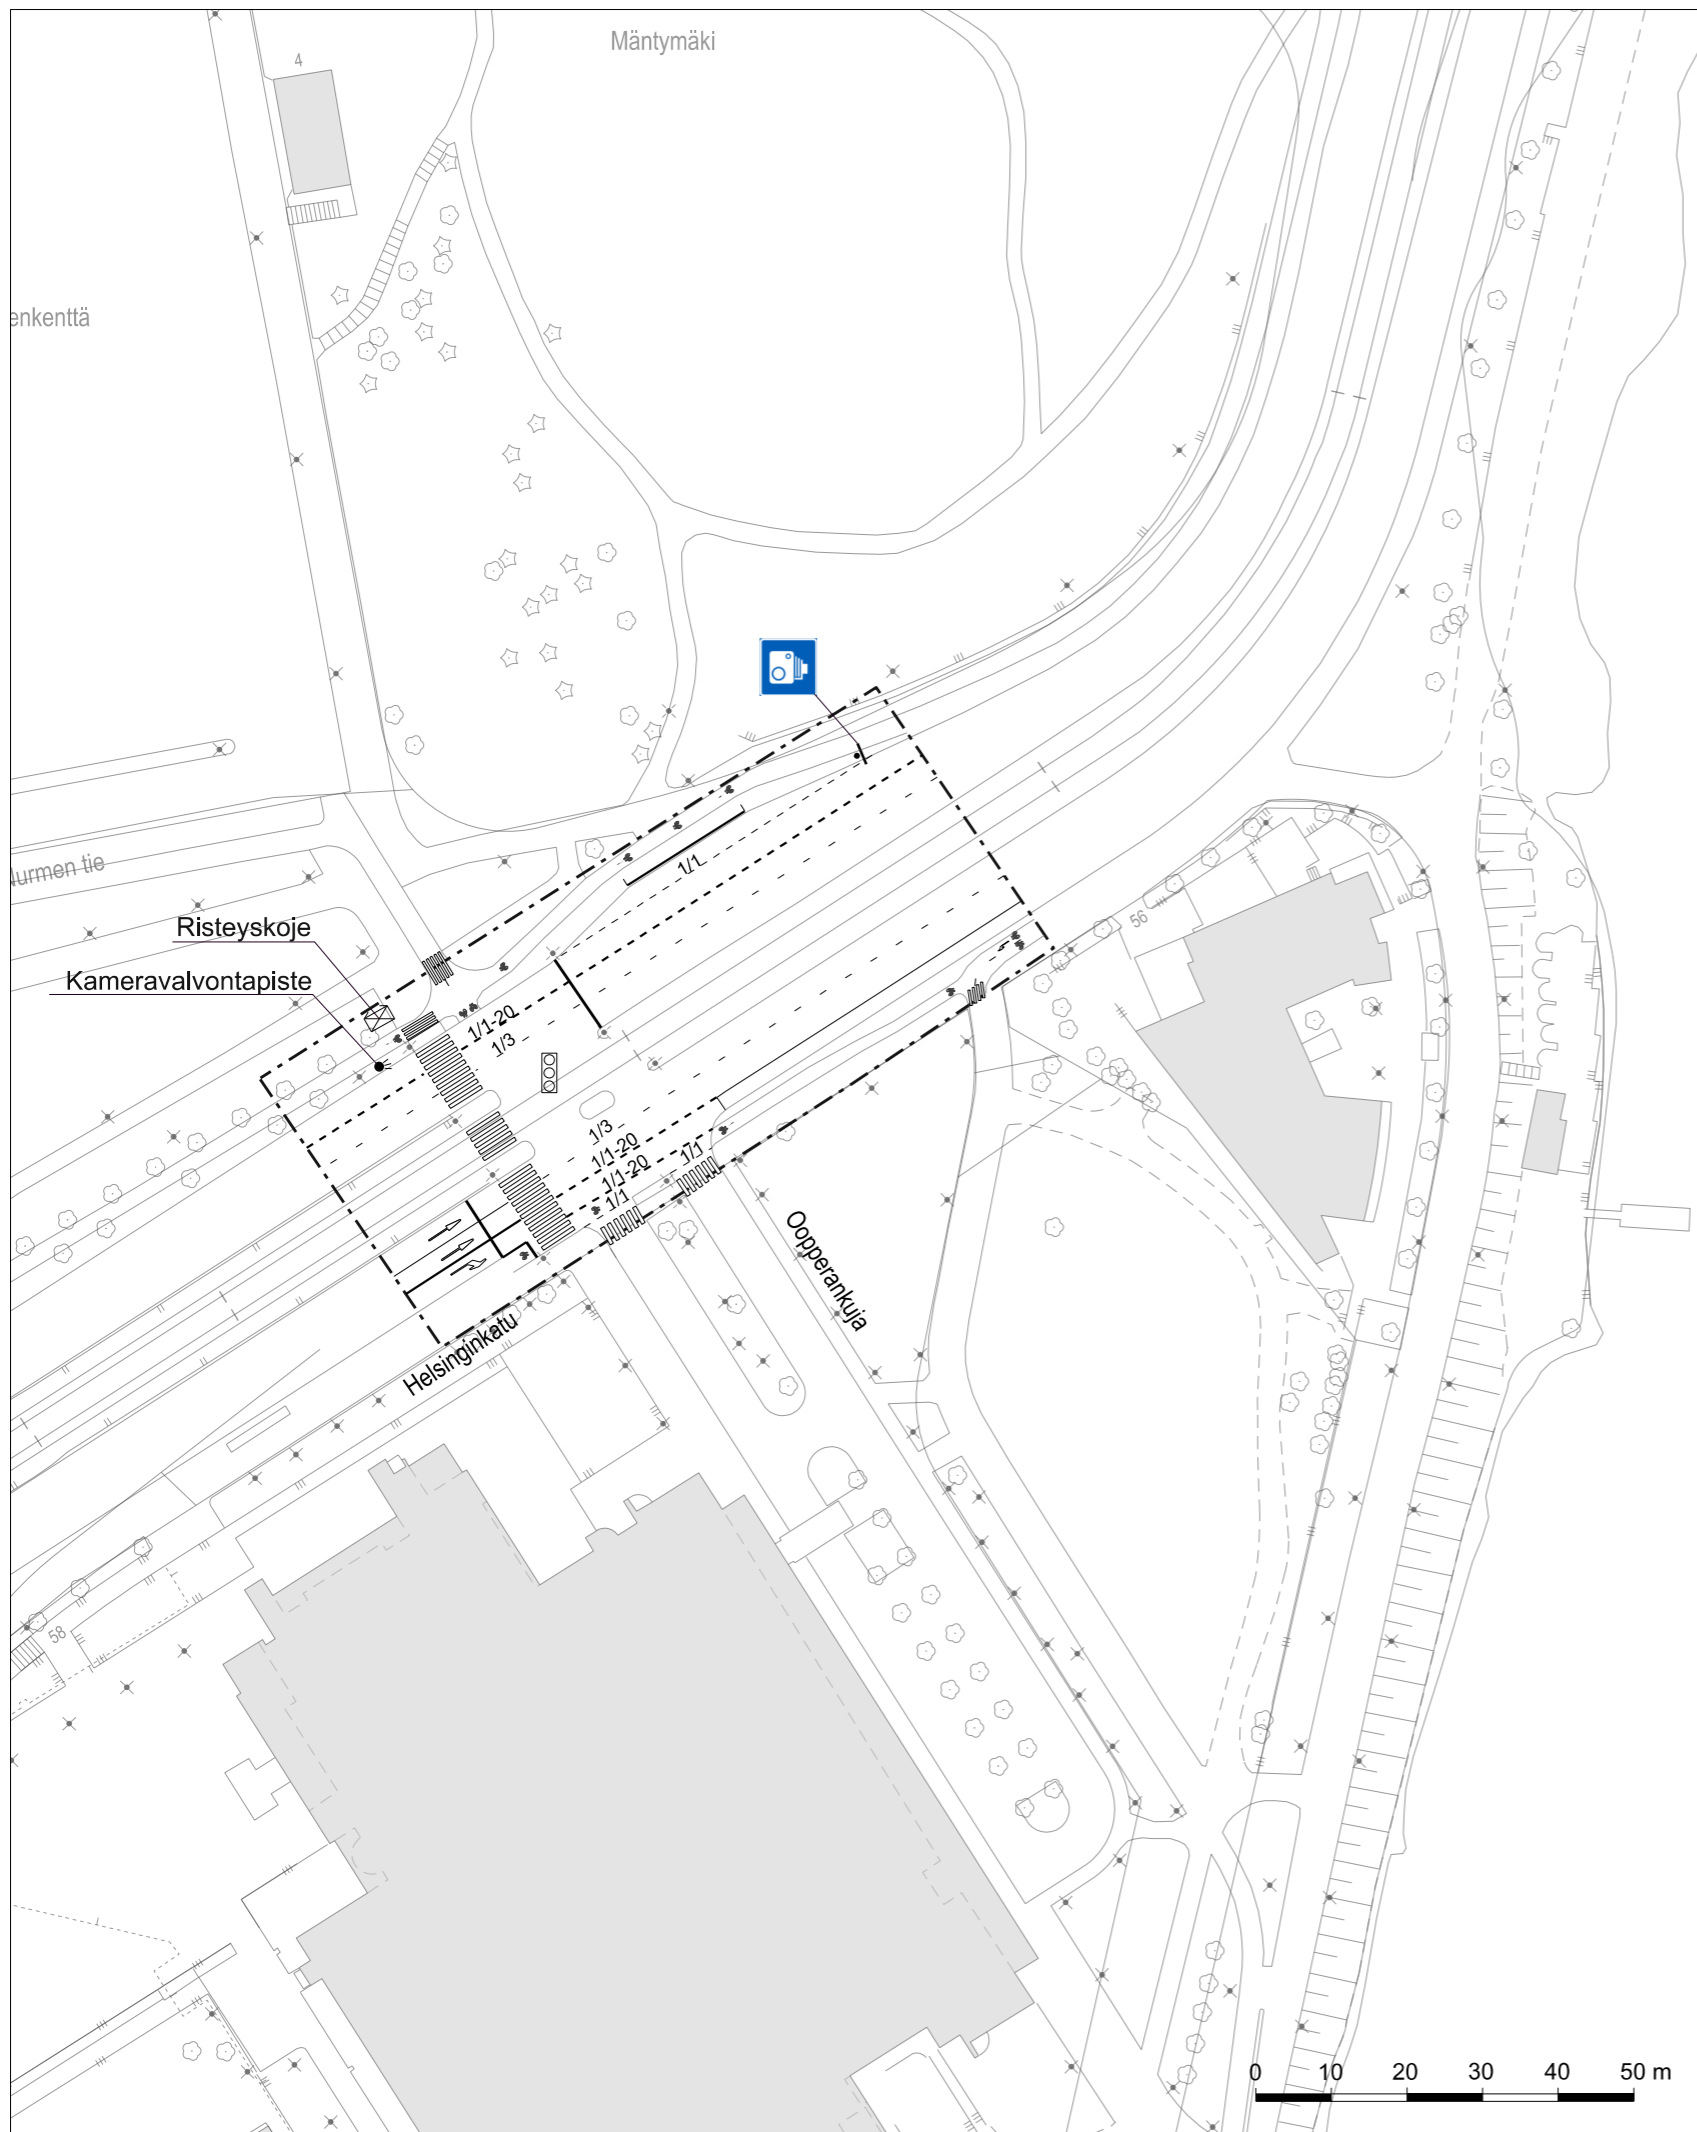 Mäntymäki
4
enkenttä
1/1
Nurmen tie
56
Risteyskoje
Kameravalvontapiste
1/1-20
1/3
1/3
1/1-20
1/1
1/1-20
1/1
Oopperankuja
Helsinginkatu
58
0 10 20 30 40 50 m